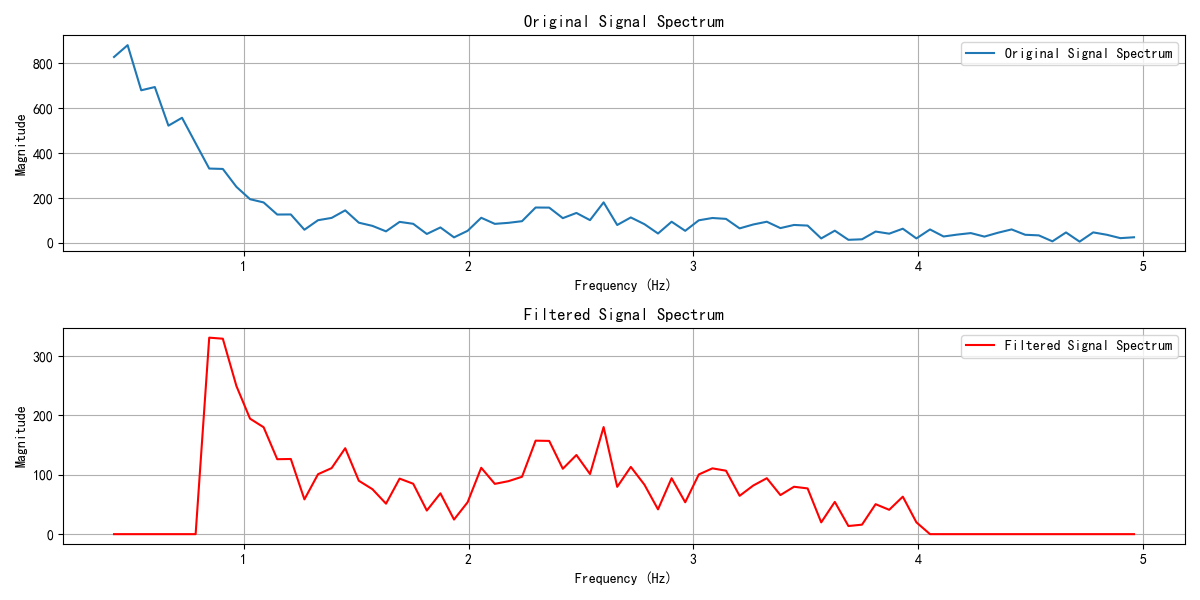 Original Signal Spectrum
Original Signal Spectrum
800
600
400
200
0
Magnitude
1 2 3 4 5
Frequency (Hz)
Filtered Signal Spectrum
Filtered Signal Spectrum
300
200
100
0
Magnitude
1 2 3 4 5
Frequency (Hz)